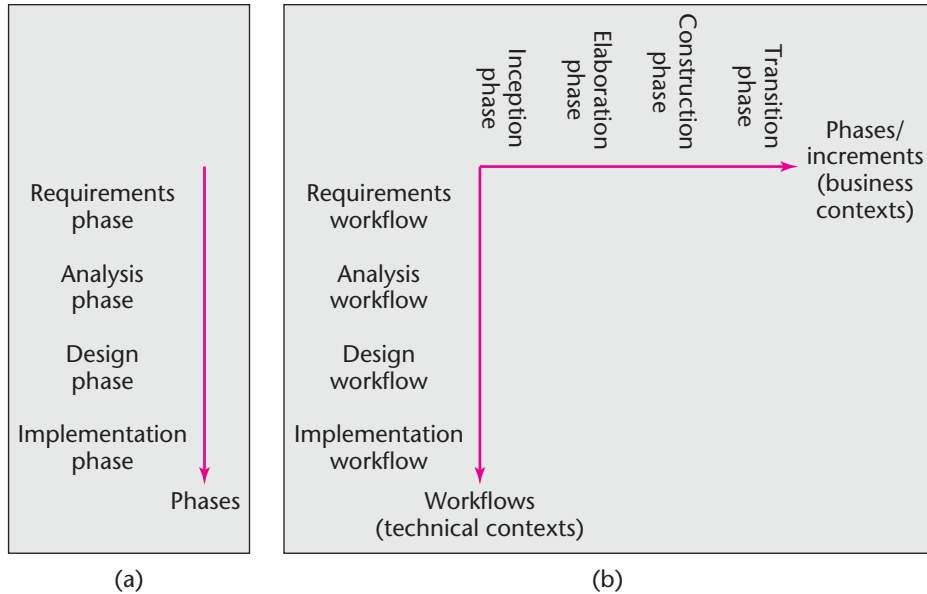 Requirements
phase
Analysis
phase
Design
phase
Implementation
phase
Phases
(a)
Inception
phase
Elaboration
phase
Construction
phase
Transition
phase
Phases/
increments
(business
contexts)
Requirements
workflow
Analysis
workflow
Design
workflow
Implementation
workflow
Workflows
(technical contexts)
(b)